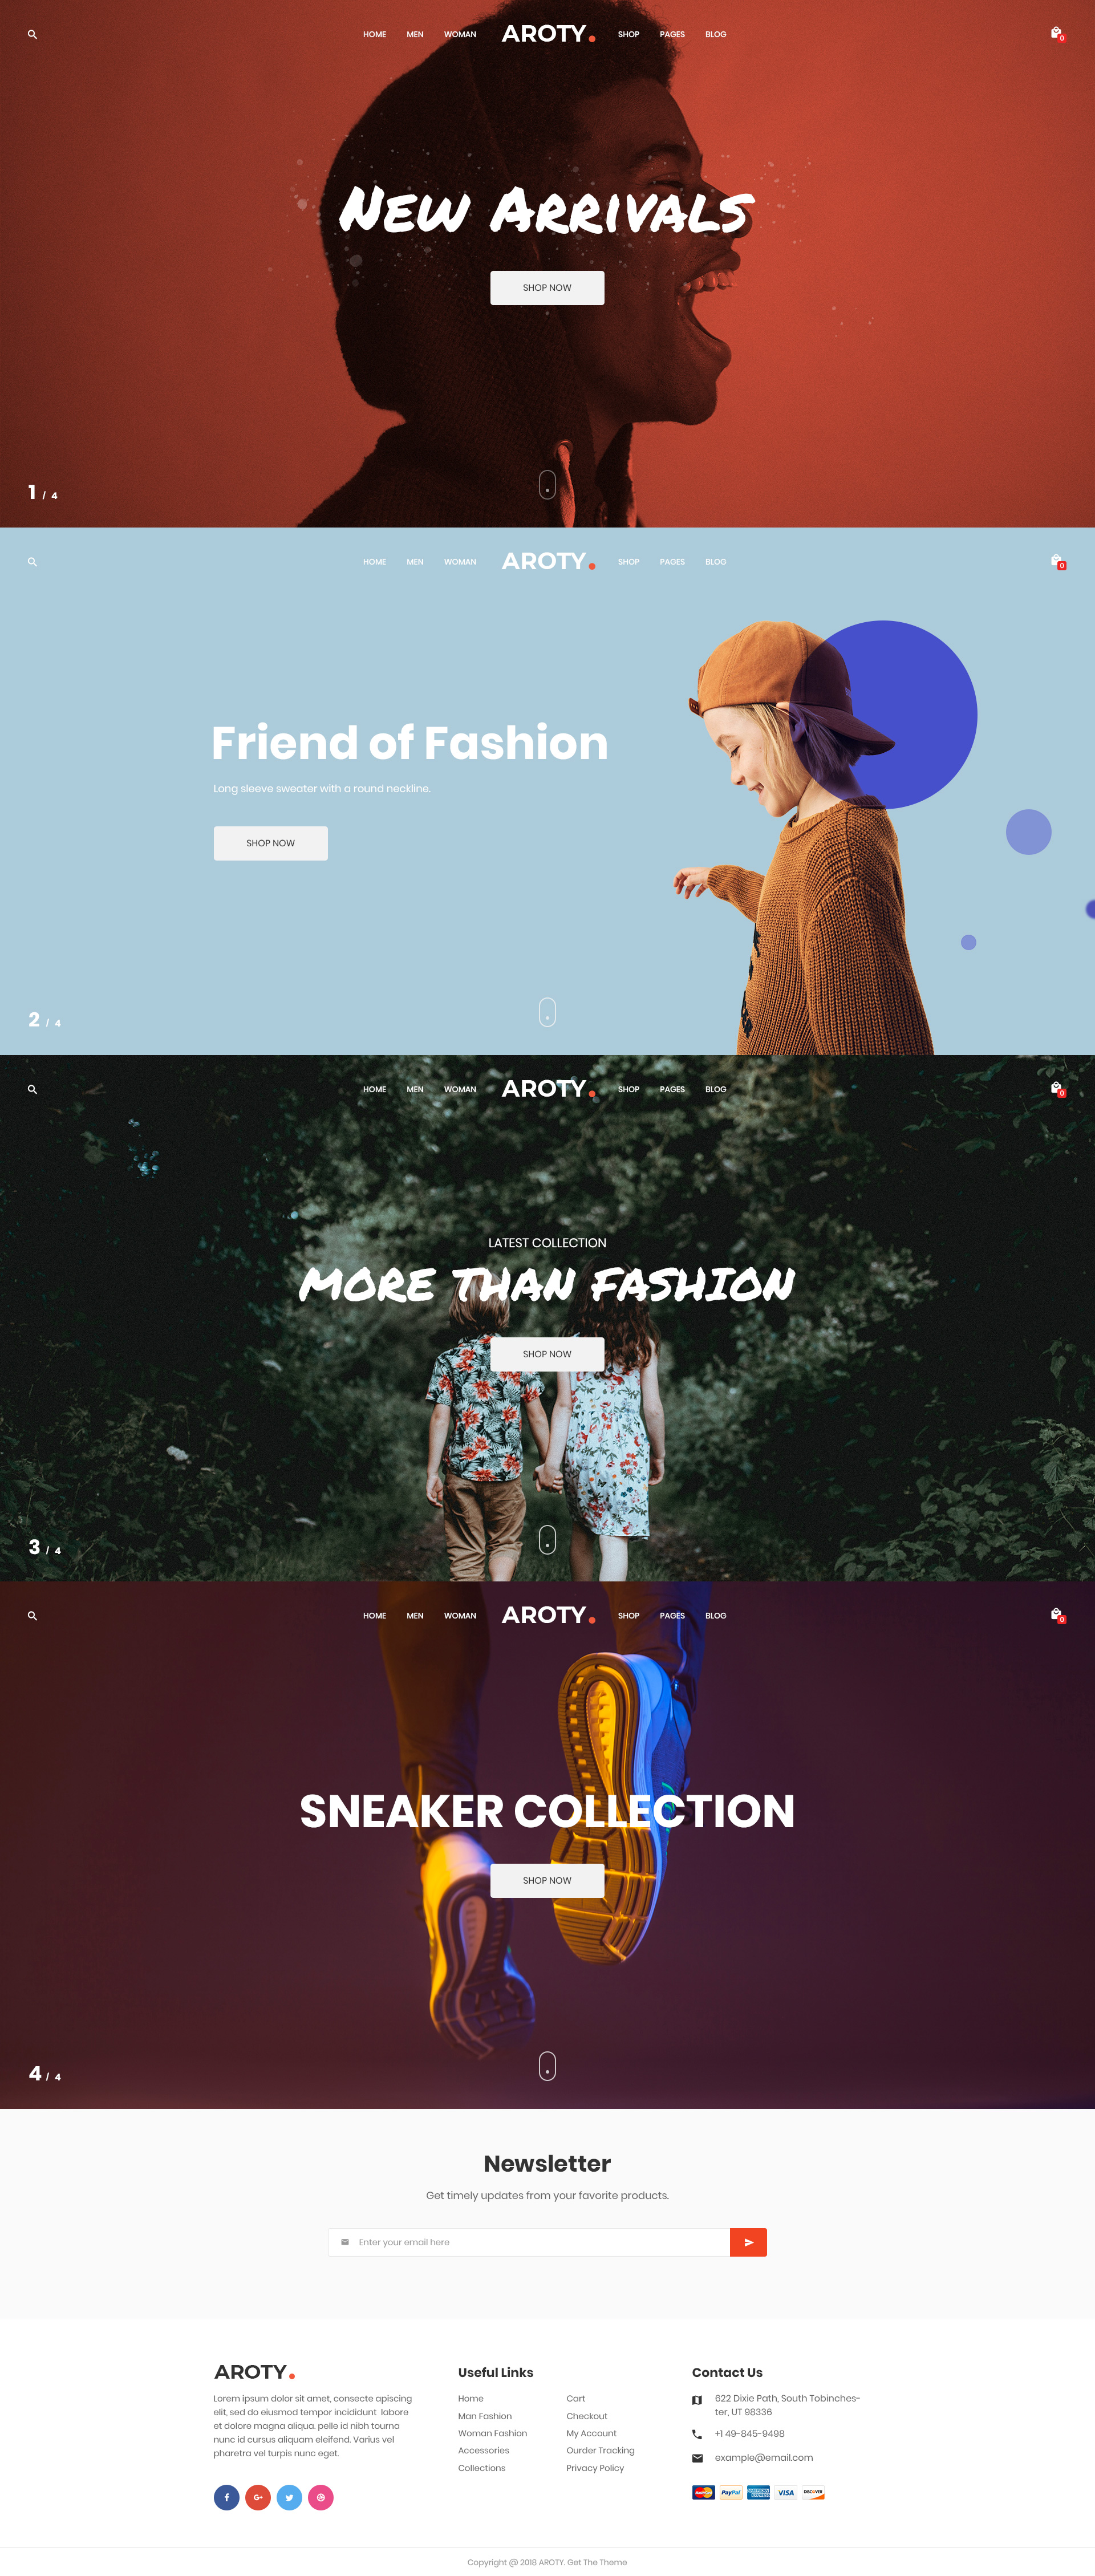 HOME MEN WOMAN AROTY. SHOP PAGES BLOG 0
New Arrivals
SHOP NOW
1 / 4
HOME MEN WOMAN AROTY. SHOP PAGES BLOG 0
Friend of Fashion
Long sleeve sweater with a round neckline.
SHOP NOW
2 / 4
HOME MEN WOMAN AROTY. SHOP PAGES BLOG 0
LATEST COLLECTION
MORE THAN FASHION
SHOP NOW
3 / 4
HOME MEN WOMAN AROTY. SHOP PAGES BLOG 0
SNEAKER COLLECTION
SHOP NOW
4 / 4
Newsletter
Get timely updates from your favorite products.
Enter your email here
AROTY.
Lorem ipsum dolor sit amet, consecte apiscing
elit, sed do eiusmod tempor incididunt labore
et dolore magna aliqua. pelle id nibh tourna
nunc id cursus aliquam eleifend. Varius vel
pharetra vel turpis nunc eget.
f G+
Useful Links
Home
Man Fashion
Woman Fashion
Accessories
Collections
Cart
Checkout
My Account
Ourder Tracking
Privacy Policy
Contact Us
622 Dixie Path, South Tobinches-
ter, UT 98336
+1 49-845-9498
example@email.com
MasterCard PayPal AMERICAN EXPRESS VISA DISCOVER
Copyright @ 2018 AROTY. Get The Theme